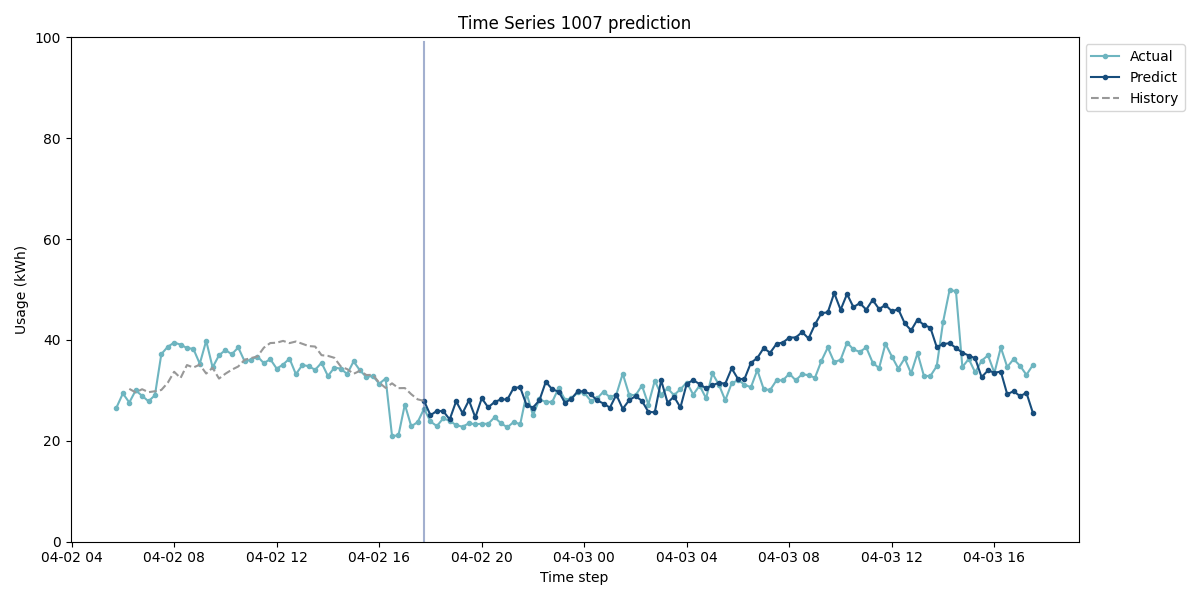 Time Series 1007 prediction
Usage (kWh)
100
80
60
40
20
0
04-02 04
04-02 08
04-02 12
04-02 16
04-02 20
04-03 00
04-03 04
04-03 08
04-03 12
04-03 16
Time step
Actual
Predict
History